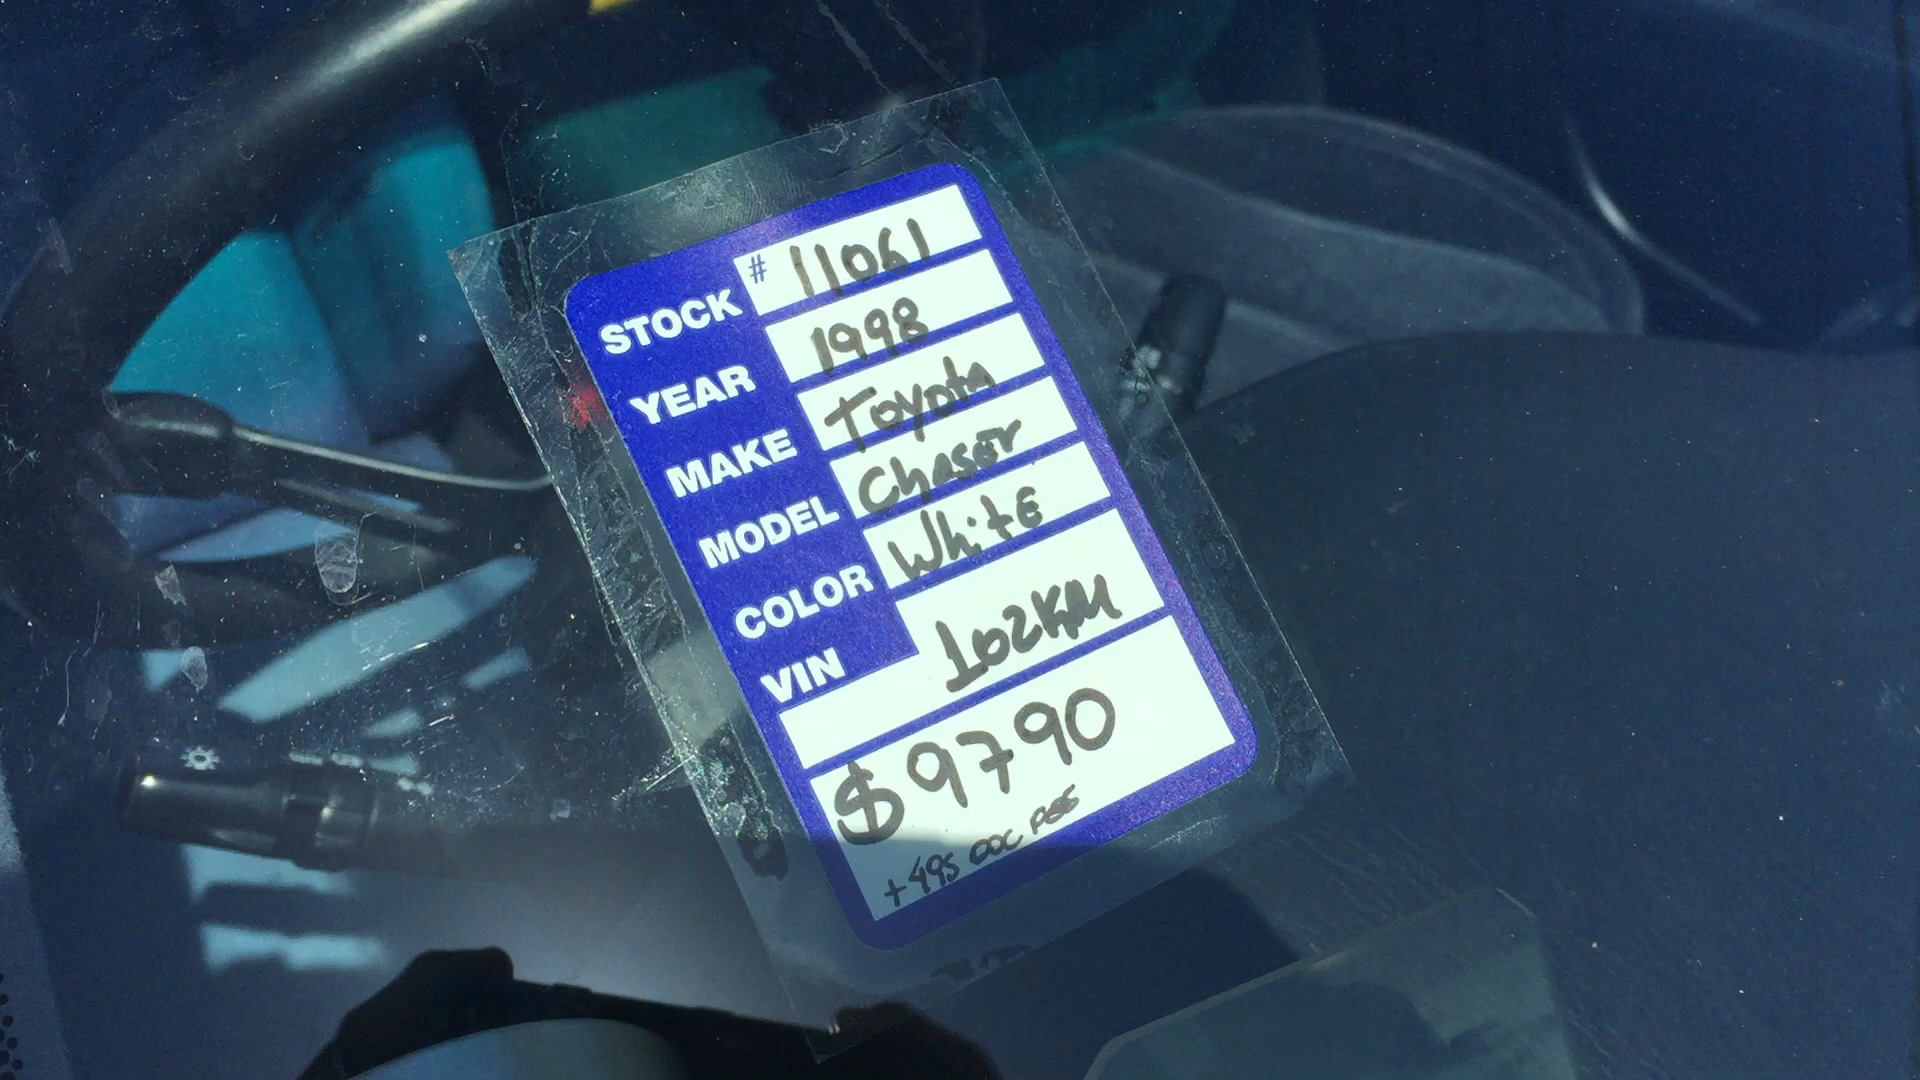 STOCK # 11061
YEAR 1998
MAKE Toyota
MODEL Chaser
COLOR White
VIN 102KM
$9790
+495 DOC FEE